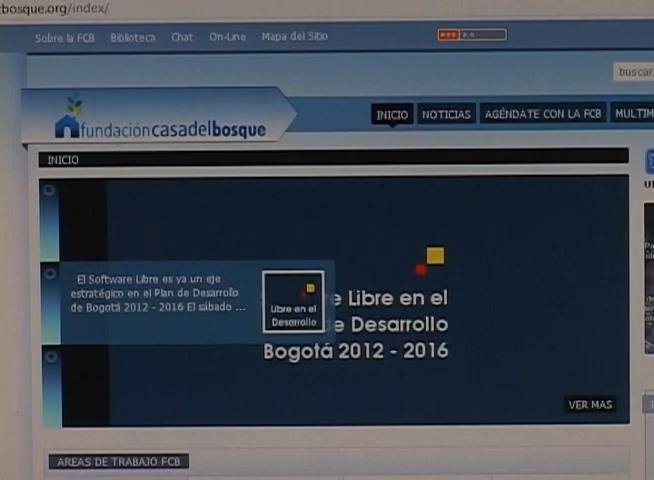 bosque.org/index/
Sobre la FCB Biblioteca Chat On-Line Mapa del Sitio
buscar
fundacióncasadelbosque
INICIO NOTICIAS AGÉNDATE CON LA FCB MULTIM
INICIO
El Software Libre es ya un eje
estratégico en el Plan de Desarrollo
de Bogotá 2012 - 2016 El sábado ...
Libre en el
Desarrollo
e Libre en el
e Desarrollo
Bogotá 2012 - 2016
VER MAS
AREAS DE TRABAJO FCB